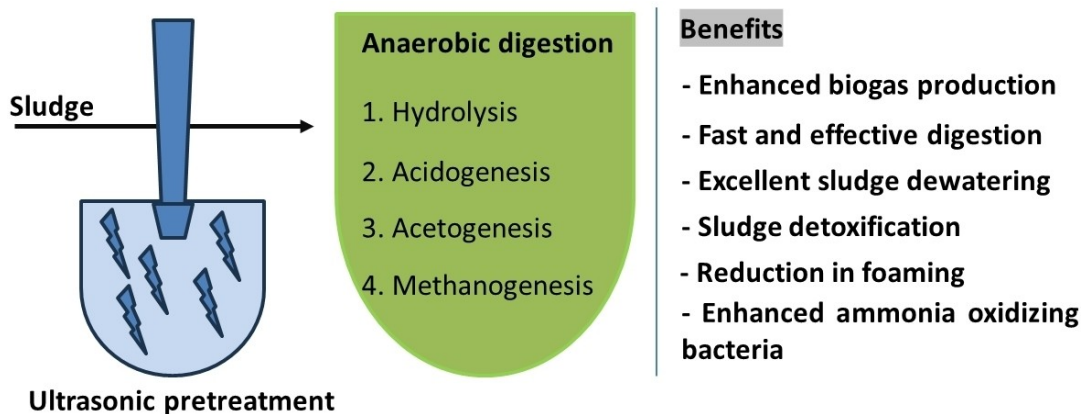 Sludge
Ultrasonic pretreatment
Anaerobic digestion
1. Hydrolysis
2. Acidogenesis
3. Acetogenesis
4. Methanogenesis
Benefits
- Enhanced biogas production
- Fast and effective digestion
- Excellent sludge dewatering
- Sludge detoxification
- Reduction in foaming
- Enhanced ammonia oxidizing
bacteria